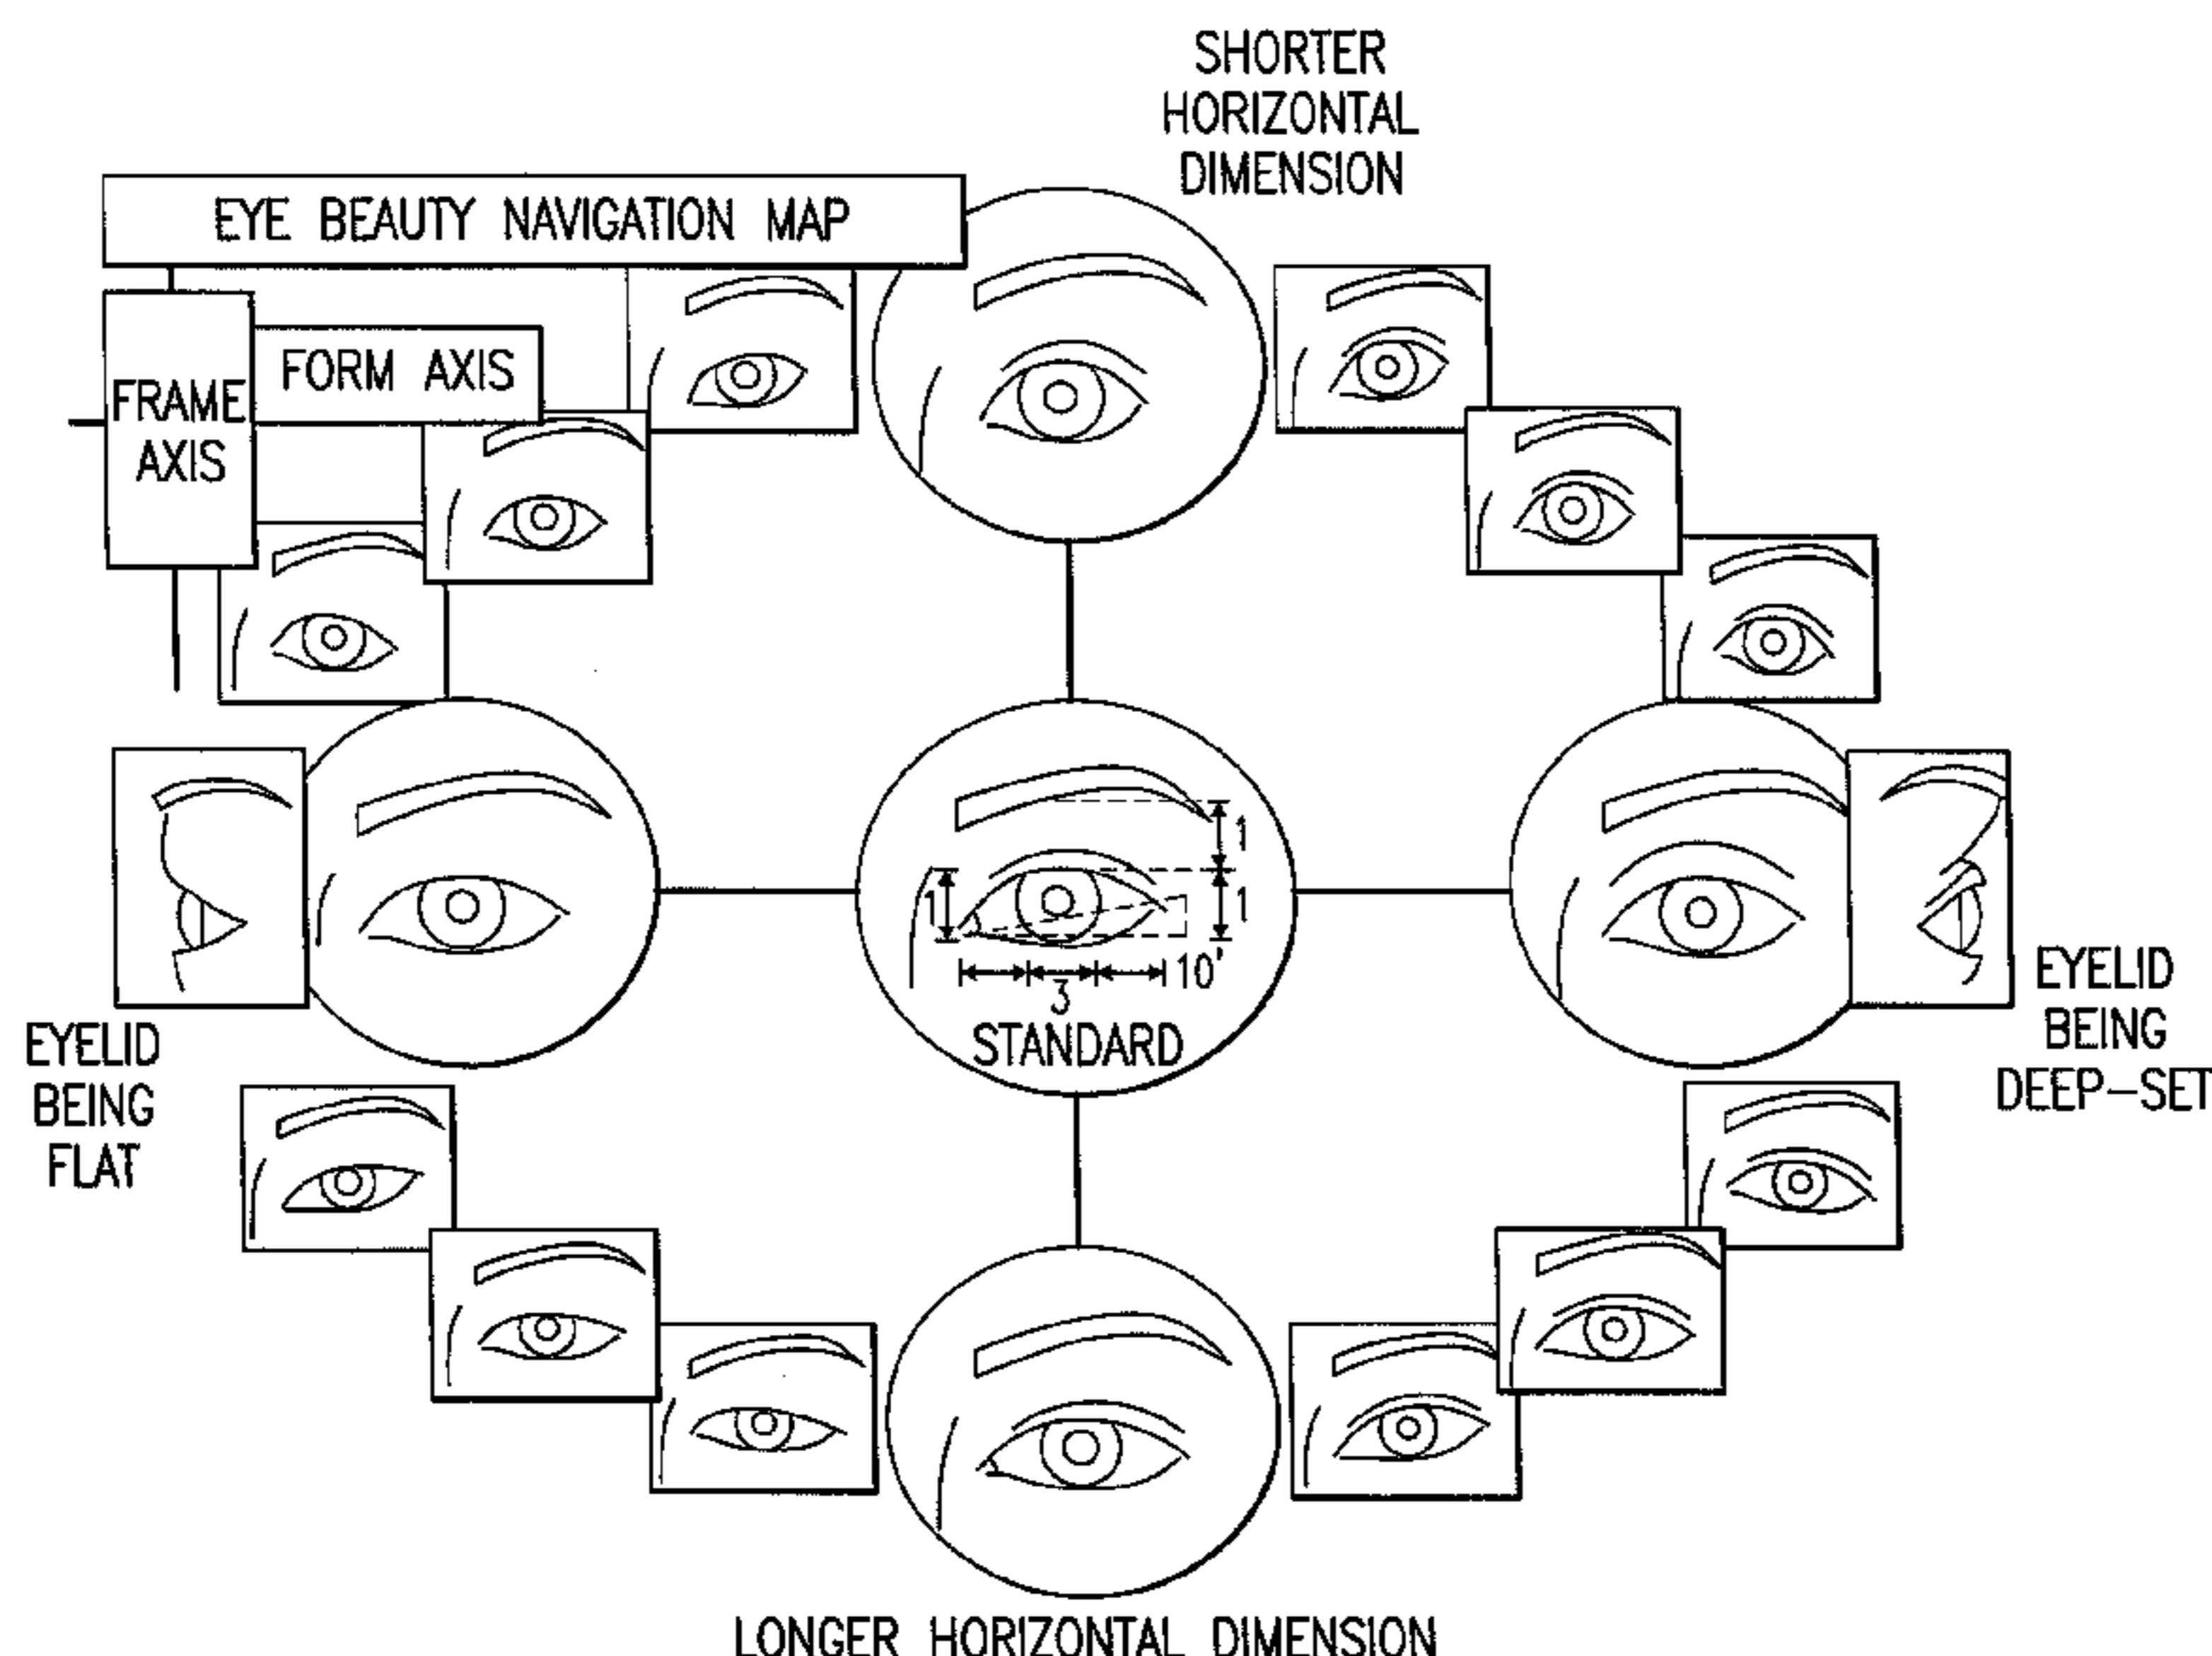 SHORTER
HORIZONTAL
DIMENSION
EYE BEAUTY NAVIGATION MAP
FORM AXIS
FRAME
AXIS
1
1
1
10'
3
STANDARD
EYELID
BEING
FLAT
EYELID
BEING
DEEP-SET
LONGER HORIZONTAL DIMENSION